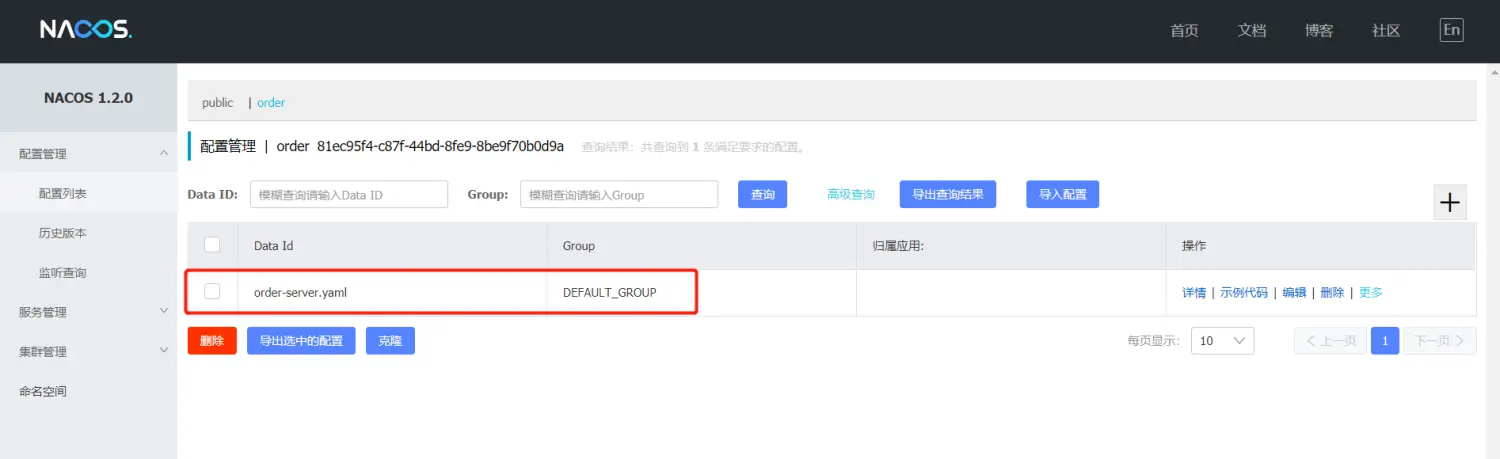 NACOS.
首页 文档 博客 社区 En
NACOS 1.2.0
配置管理
配置列表
历史版本
监听查询
服务管理
集群管理
命名空间
public | order
配置管理 | order 81ec95f4-c87f-44bd-8fe9-8be9f70b0d9a 查询结果：共查询到 1 条满足要求的配置。
Data ID: 模糊查询请输入Data ID Group: 模糊查询请输入Group 查询 高级查询 导出查询结果 导入配置
Data Id Group 归属应用: 操作
order-server.yaml DEFAULT_GROUP 详情 | 示例代码 | 编辑 | 删除 | 更多
删除 导出选中的配置 克隆 每页显示: 10 上一页 1 下一页